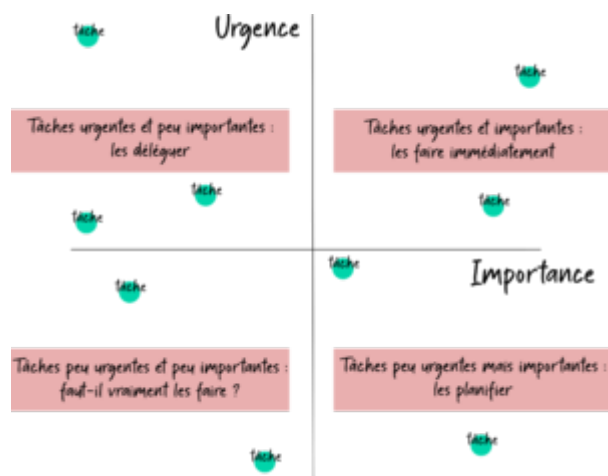 tâche
Urgence
tâche
Tâches urgentes et peu importantes :
les déléguer
Tâches urgentes et importantes :
les faire immédiatement
tâche
tâche
tâche
tâche
Importance
tâche
Tâches peu urgentes et peu importantes :
faut-il vraiment les faire ?
Tâches peu urgentes mais importantes :
les planifier
tâche
tâche